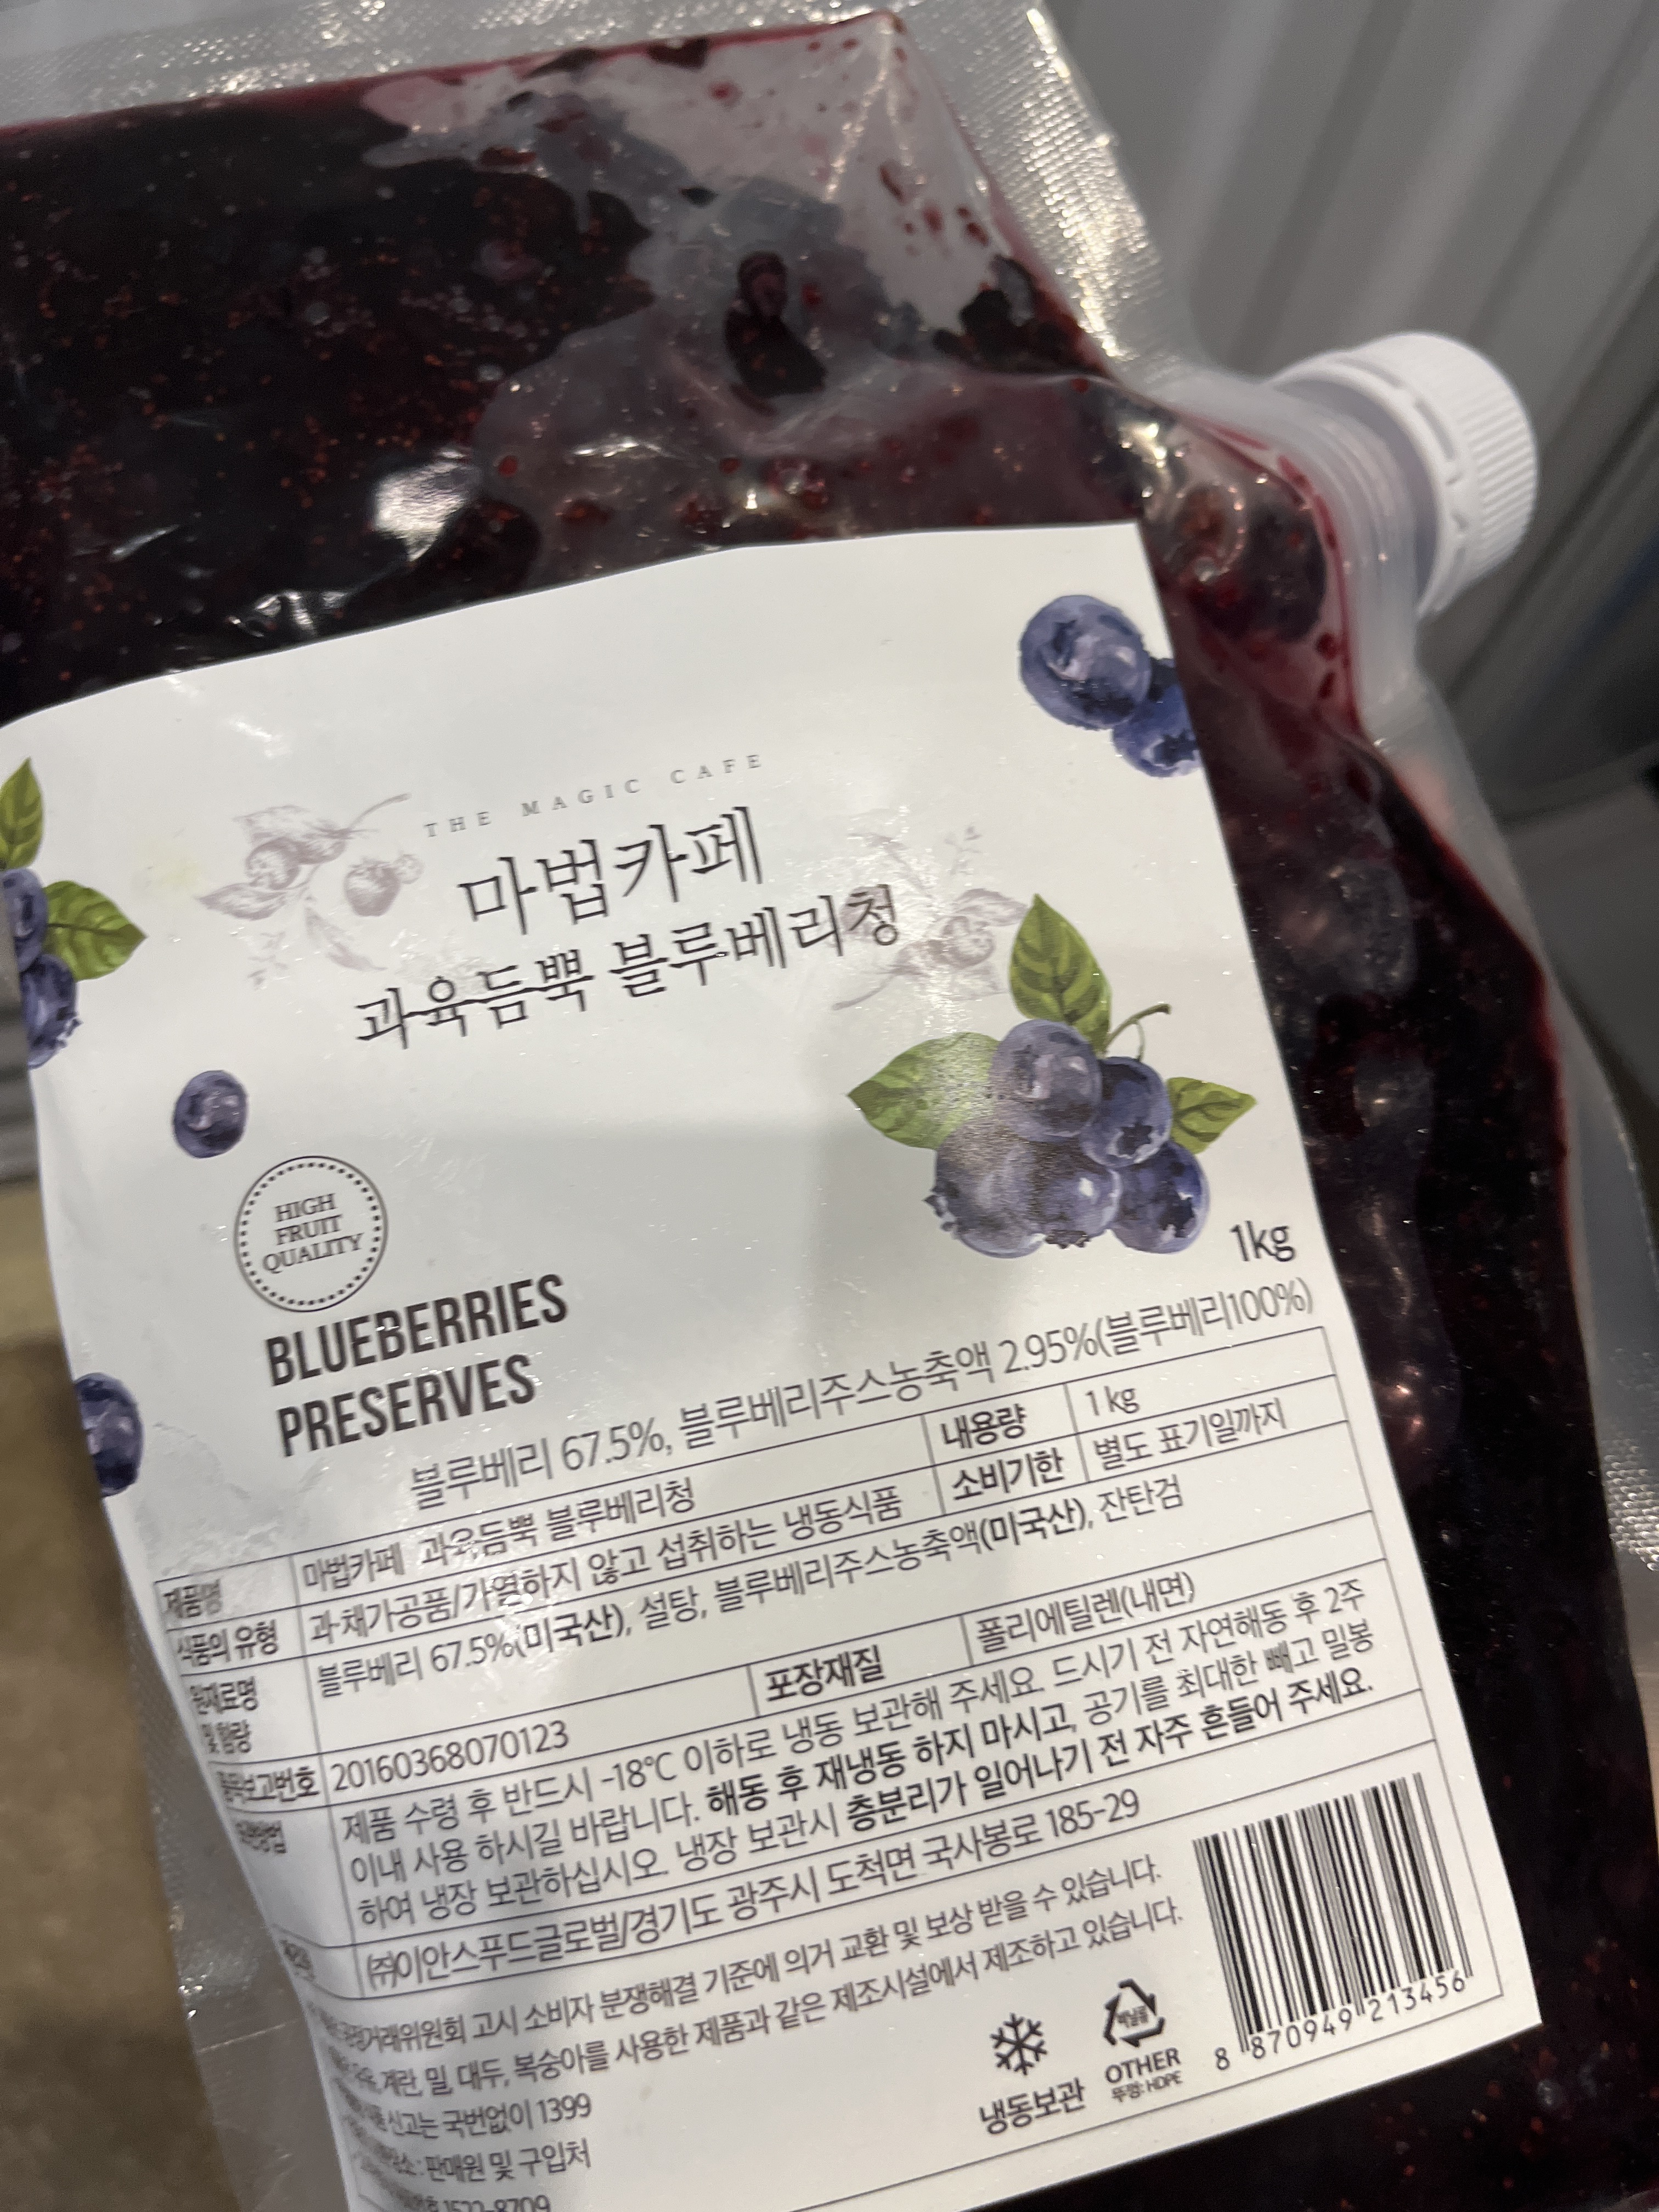 THE MAGIC CAFE
마법카페
과육듬뿍 블루베리청
HIGH
FRUIT
QUALITY
BLUEBERRIES
PRESERVES
1kg
블루베리 67.5%, 블루베리주스농축액 2.95%(블루베리100%)
제품명 마법카페 과육듬뿍 블루베리청 내용량 1 kg
식품의 유형 과·채가공품/가열하지 않고 섭취하는 냉동식품 소비기한 별도 표기일까지
원재료명 블루베리 67.5%(미국산), 설탕, 블루베리주스농축액(미국산), 잔탄검
및 함량
품목보고번호 20160368070123 포장재질 폴리에틸렌(내면)
제품 수령 후 반드시 -18℃ 이하로 냉동 보관해 주세요. 드시기 전 자연해동 후 2주
이내 사용 하시길 바랍니다. 해동 후 재냉동 하지 마시고, 공기를 최대한 빼고 밀봉
하여 냉장 보관하십시오. 냉장 보관시 층분리가 일어나기 전 자주 흔들어 주세요.
㈜이안스푸드글로벌/경기도 광주시 도척면 국사봉로 185-29
고시 소비자 분쟁해결 기준에 의거 교환 및 보상 받을 수 있습니다.
계란, 밀, 대두, 복숭아를 사용한 제품과 같은 제조시설에서 제조하고 있습니다.
신고는 국번없이 1399
: 판매원 및 구입처
1522-8709
냉동보관
OTHER
뚜껑: HDPE
8 870949 213456